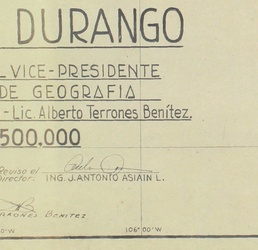 DURANGO
VICE-PRESIDENTE
DE GEOGRAFIA
- Lic. Alberto Terrones Benítez.
500,000
Revisó el
Director: ING. J. ANTONIO ASIAIN L.
BENITEZ
106°00'W